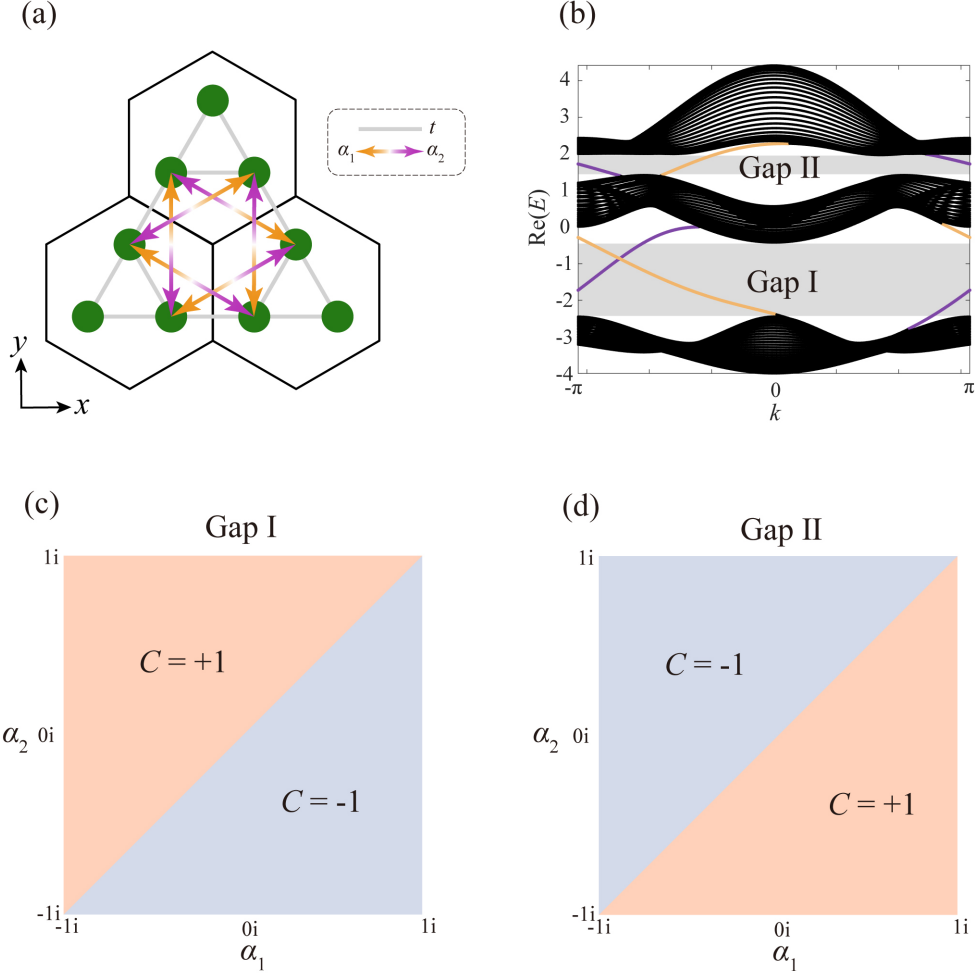 (a)
t
α1 α2
y
x
(b)
Re(E)
4
3
2
1
0
-1
-2
-3
-4
Gap II
Gap I
-π 0 π
k
(c)
Gap I
1i
C = +1
α2 0i
C = -1
-1i
-1i 0i 1i
α1
(d)
Gap II
1i
C = -1
α2 0i
C = +1
-1i
-1i 0i 1i
α1